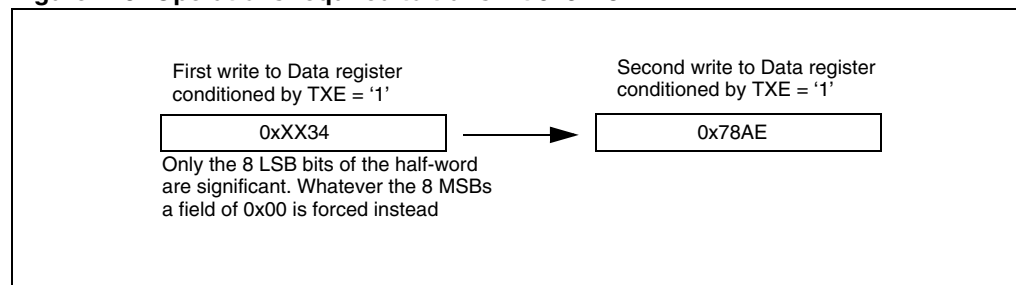 First write to Data register
conditioned by TXE = ‘1’
0xXX34
Only the 8 LSB bits of the half-word
are significant. Whatever the 8 MSBs
a field of 0x00 is forced instead
Second write to Data register
conditioned by TXE = ‘1’
0x78AE